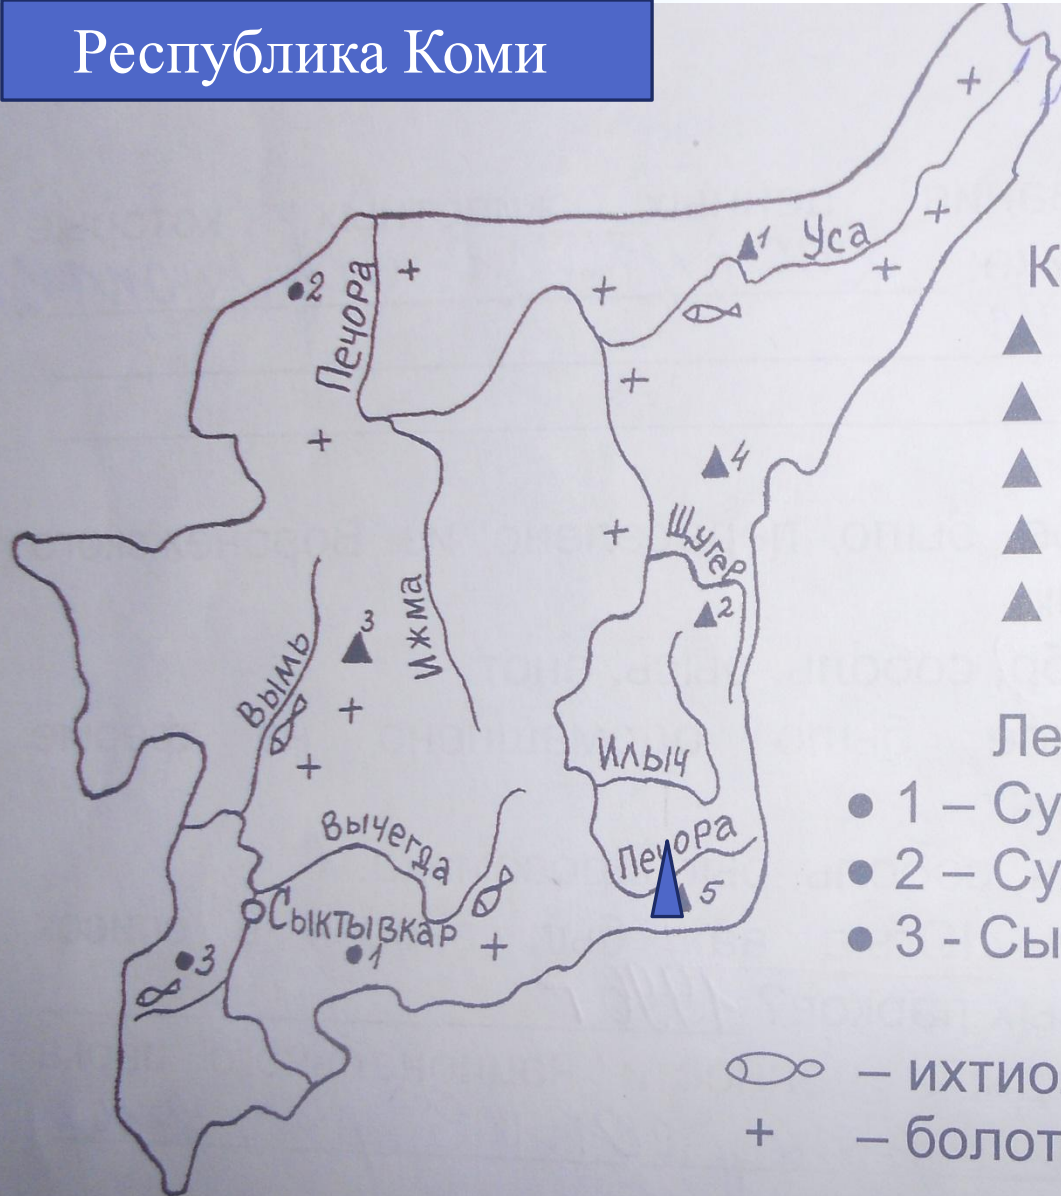 Республика Коми
Уса
1
2
Печора
К
4
Щугер
2
3
Ижма
Вымь
Илыч
Ле
1 – Су
2 – Су
3 - Сы
Вычегда
Печора
5
Сыктывкар
1
3
– ихтио
+ – болот